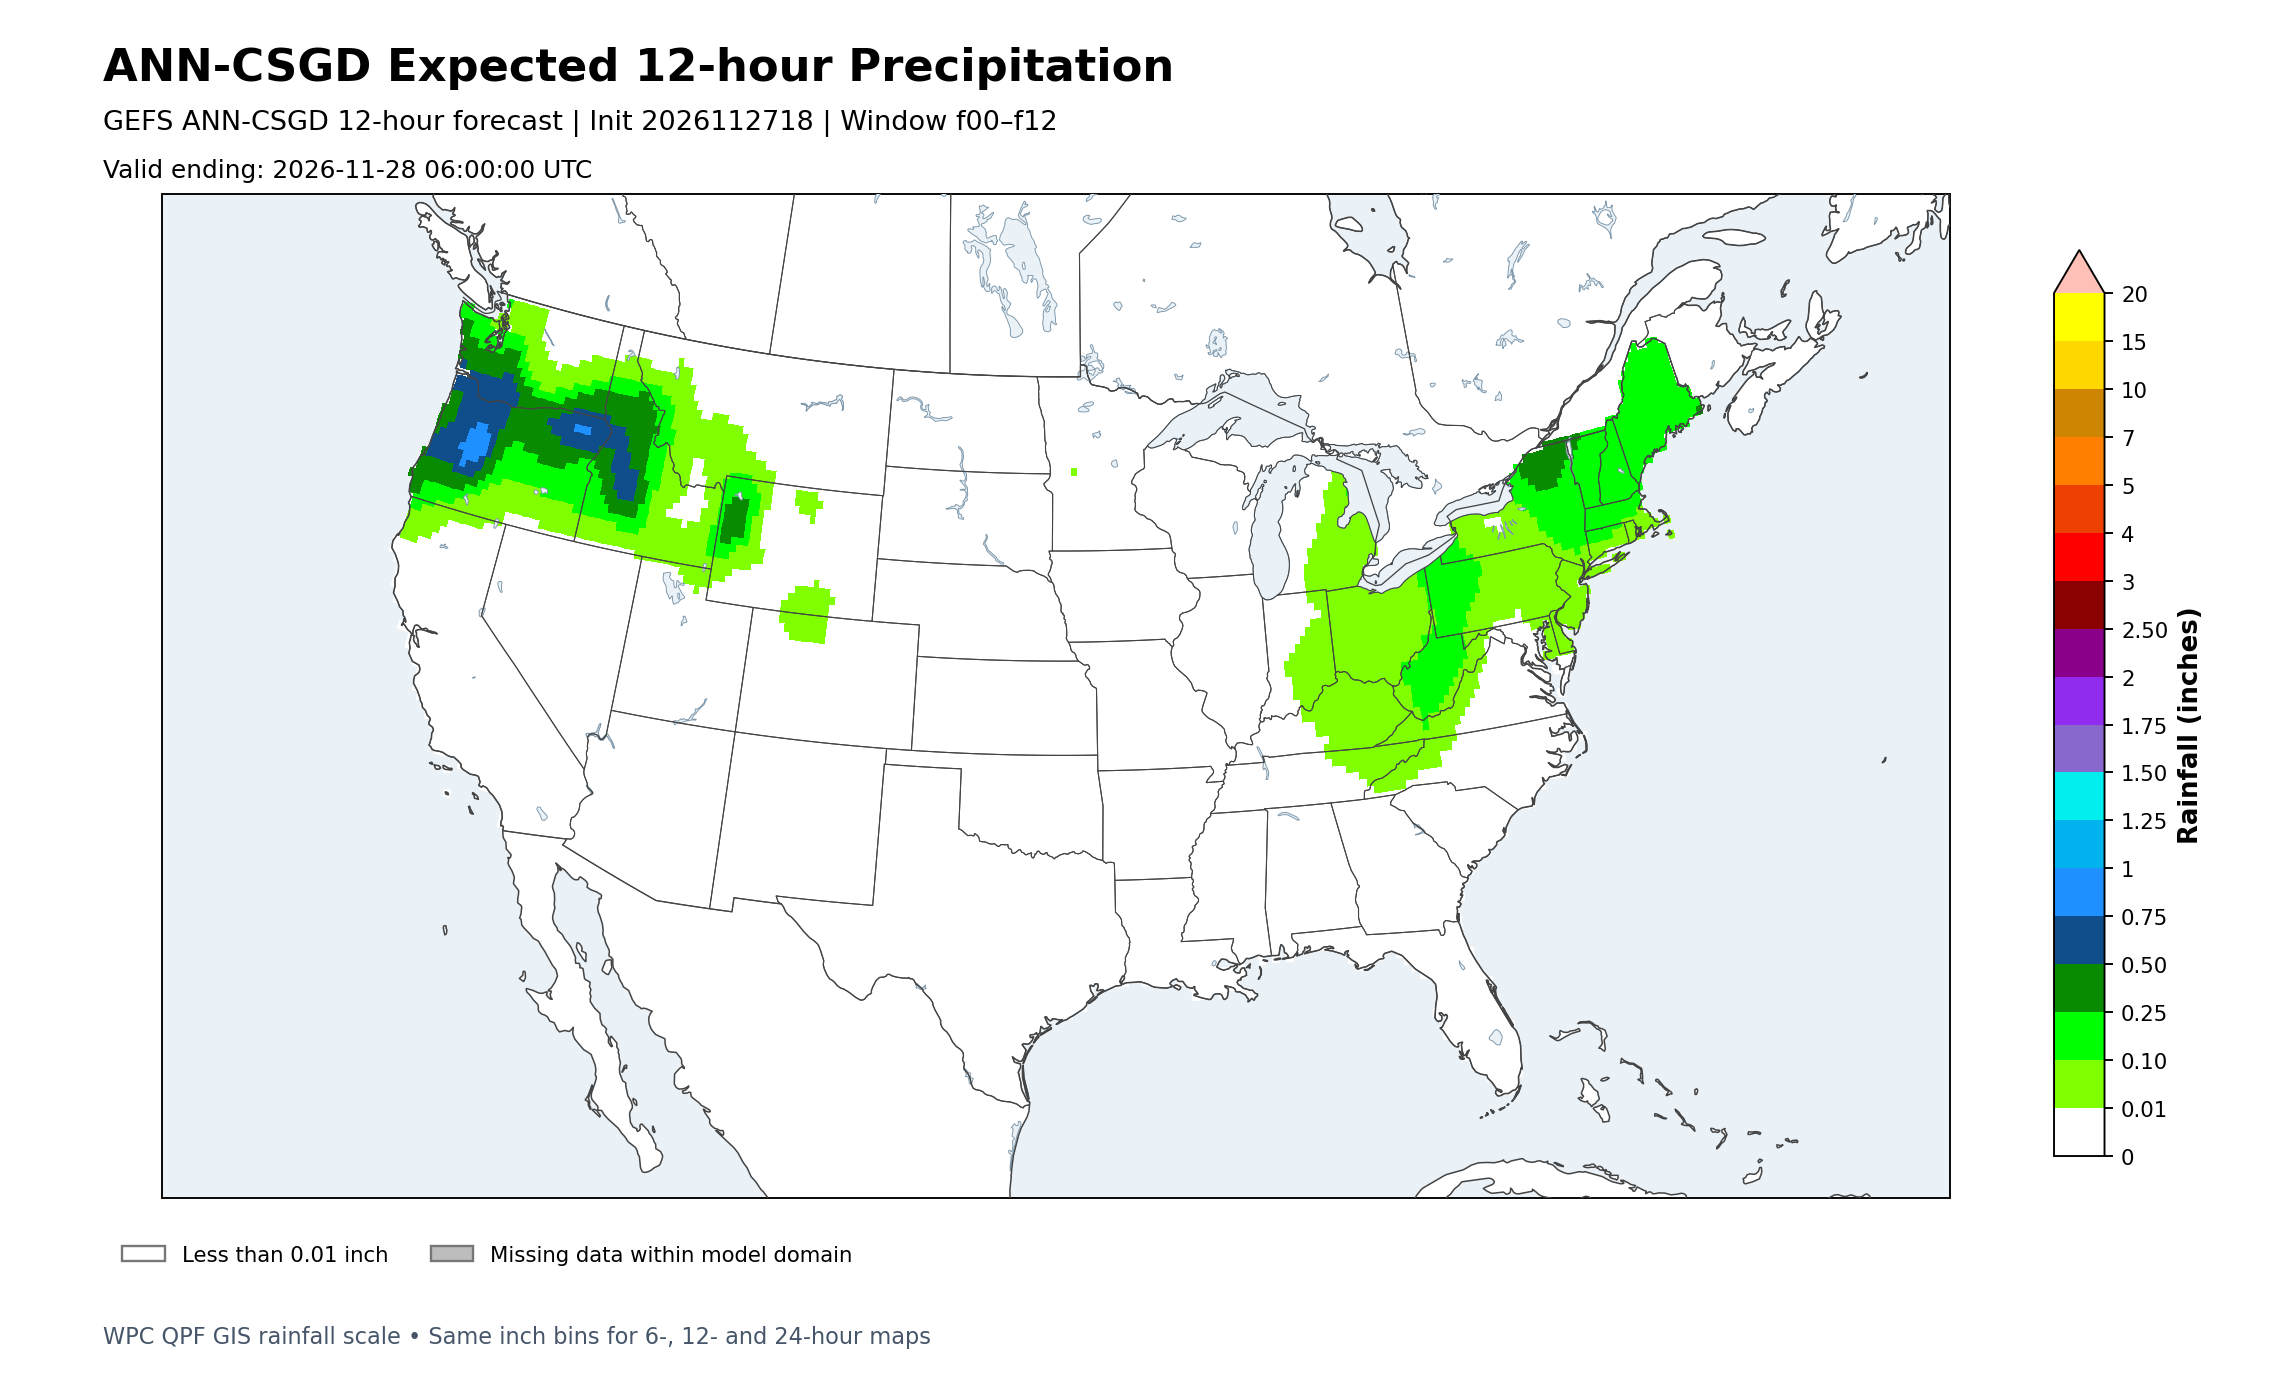 ANN-CSGD Expected 12-hour Precipitation
GEFS ANN-CSGD 12-hour forecast | Init 2026112718 | Window f00–f12
Valid ending: 2026-11-28 06:00:00 UTC
20
15
10
7
5
4
3
2.50
2
1.75
1.50
1.25
1
0.75
0.50
0.25
0.10
0.01
0
Rainfall (inches)
Less than 0.01 inch
Missing data within model domain
WPC QPF GIS rainfall scale • Same inch bins for 6-, 12- and 24-hour maps